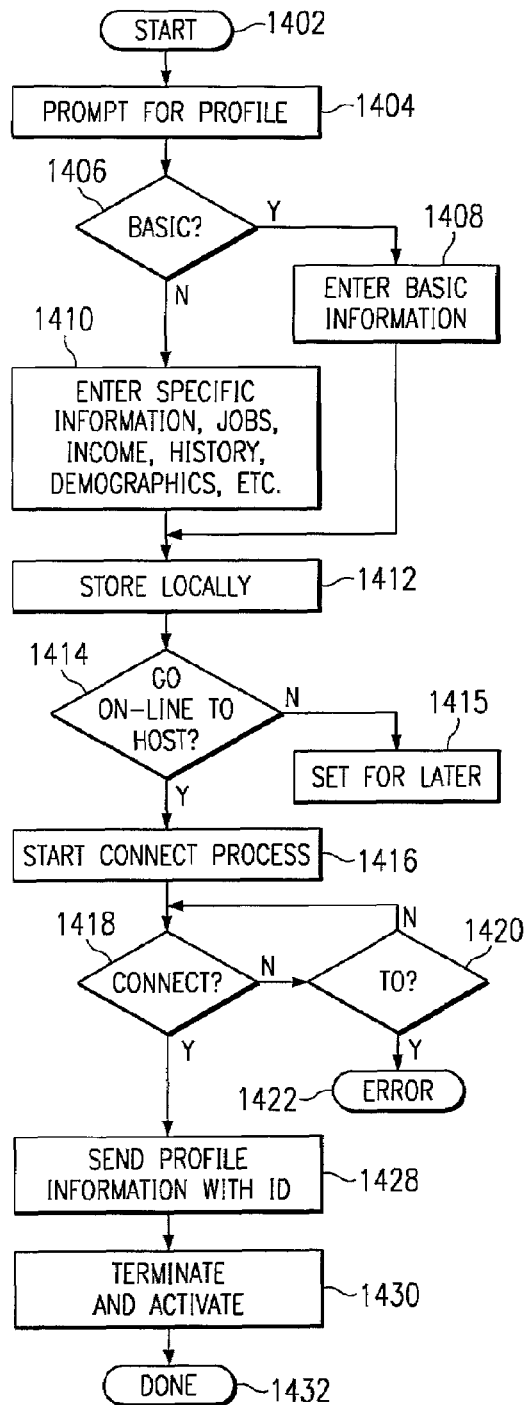 START
1402
PROMPT FOR PROFILE
1404
1406
BASIC?
Y
N
1408
ENTER BASIC
INFORMATION
1410
ENTER SPECIFIC
INFORMATION, JOBS,
INCOME, HISTORY,
DEMOGRAPHICS, ETC.
STORE LOCALLY
1412
1414
GO
ON-LINE TO
HOST?
N
Y
1415
SET FOR LATER
START CONNECT PROCESS
1416
1418
CONNECT?
N
Y
N
1420
TO?
Y
1422
ERROR
SEND PROFILE
INFORMATION WITH ID
1428
TERMINATE
AND ACTIVATE
1430
DONE
1432